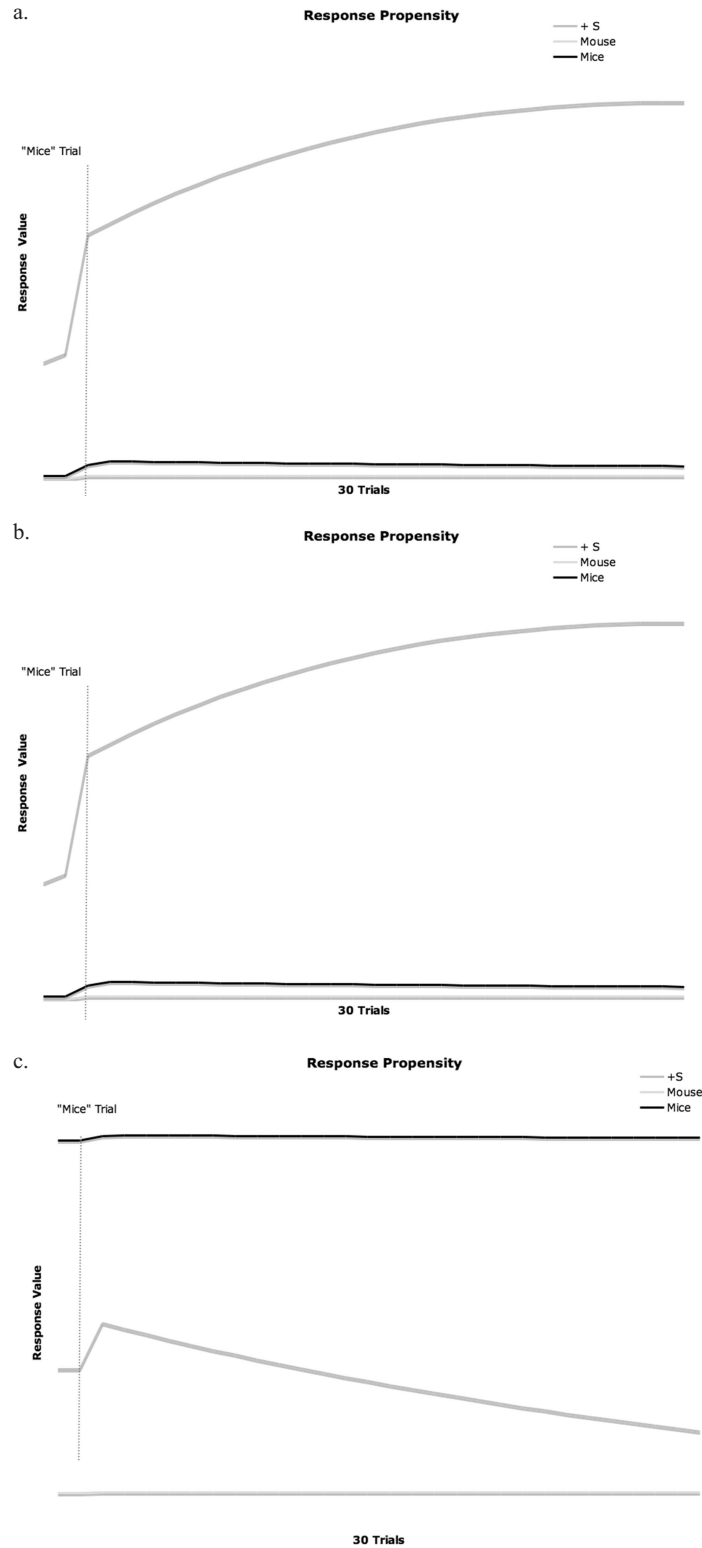 a.
Response Propensity
+ S
Mouse
Mice
"Mice" Trial
Response Value
30 Trials
b.
Response Propensity
+ S
Mouse
Mice
"Mice" Trial
Response Value
30 Trials
c.
Response Propensity
+S
Mouse
Mice
"Mice" Trial
Response Value
30 Trials